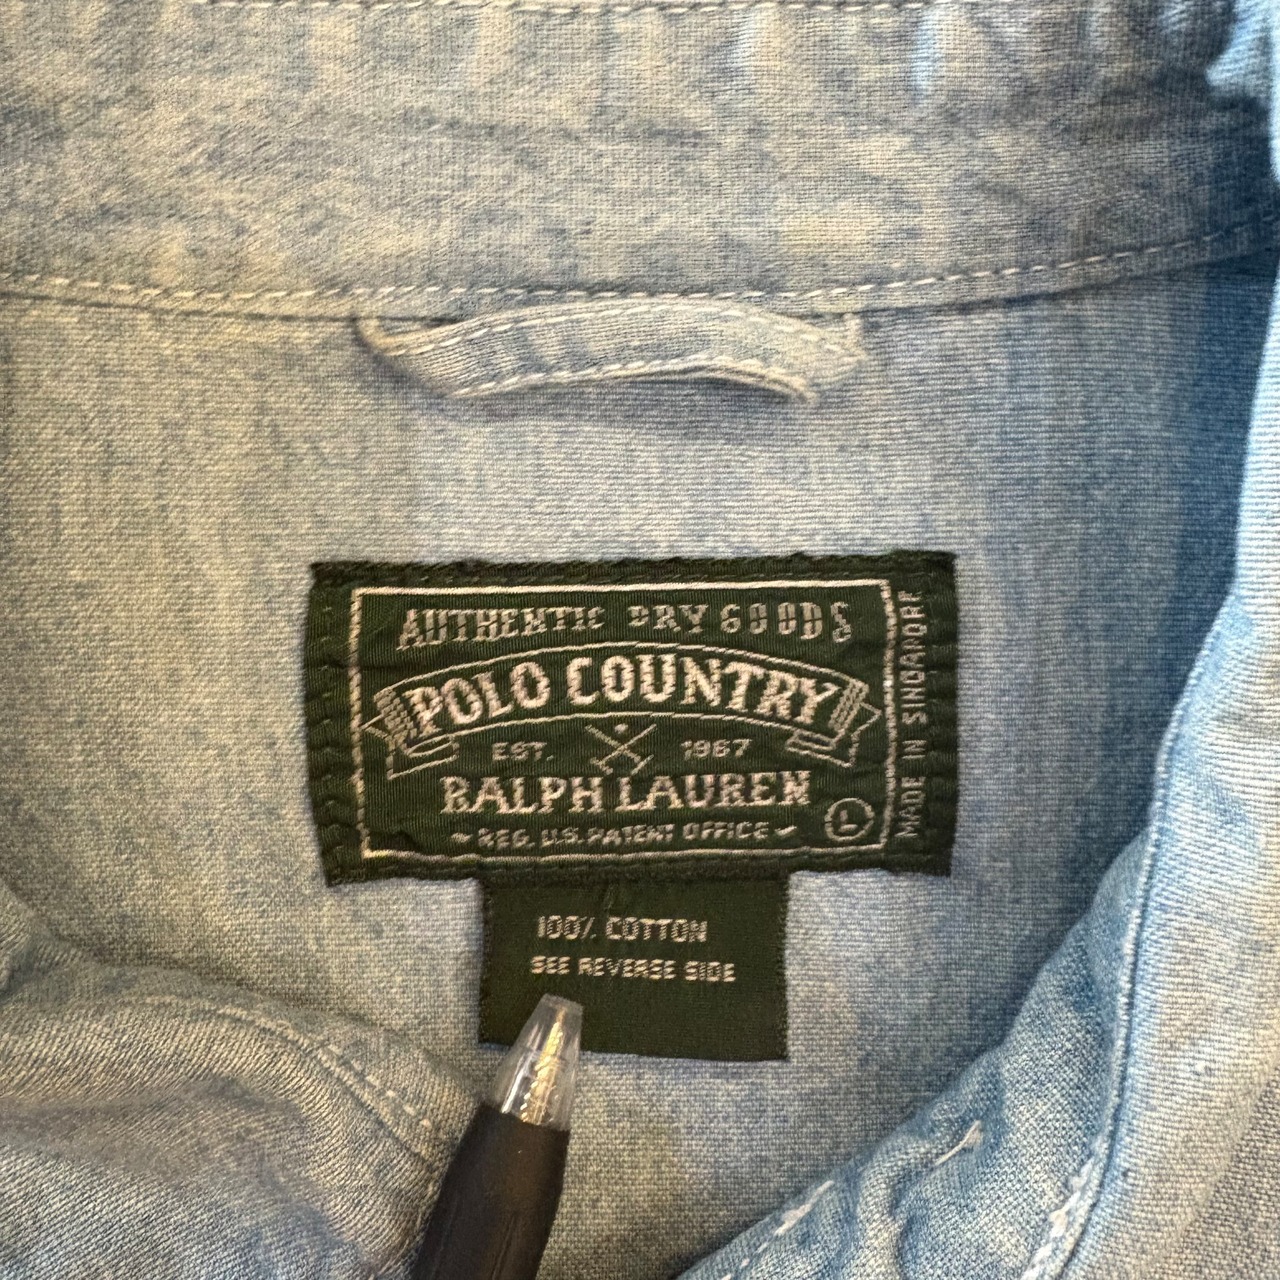 AUTHENTIC DRY GOODS
POLO COUNTRY
EST. 1967
RALPH LAUREN
REG. U.S. PATENT OFFICE
L
MADE IN SINGAPORE
100% COTTON
SEE REVERSE SIDE